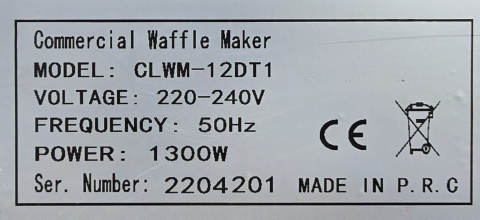 Commercial Waffle Maker
MODEL: CLWM-12DT1
VOLTAGE: 220-240V
FREQUENCY: 50Hz
POWER: 1300W
CE
Ser. Number: 2204201 MADE IN P.R.C